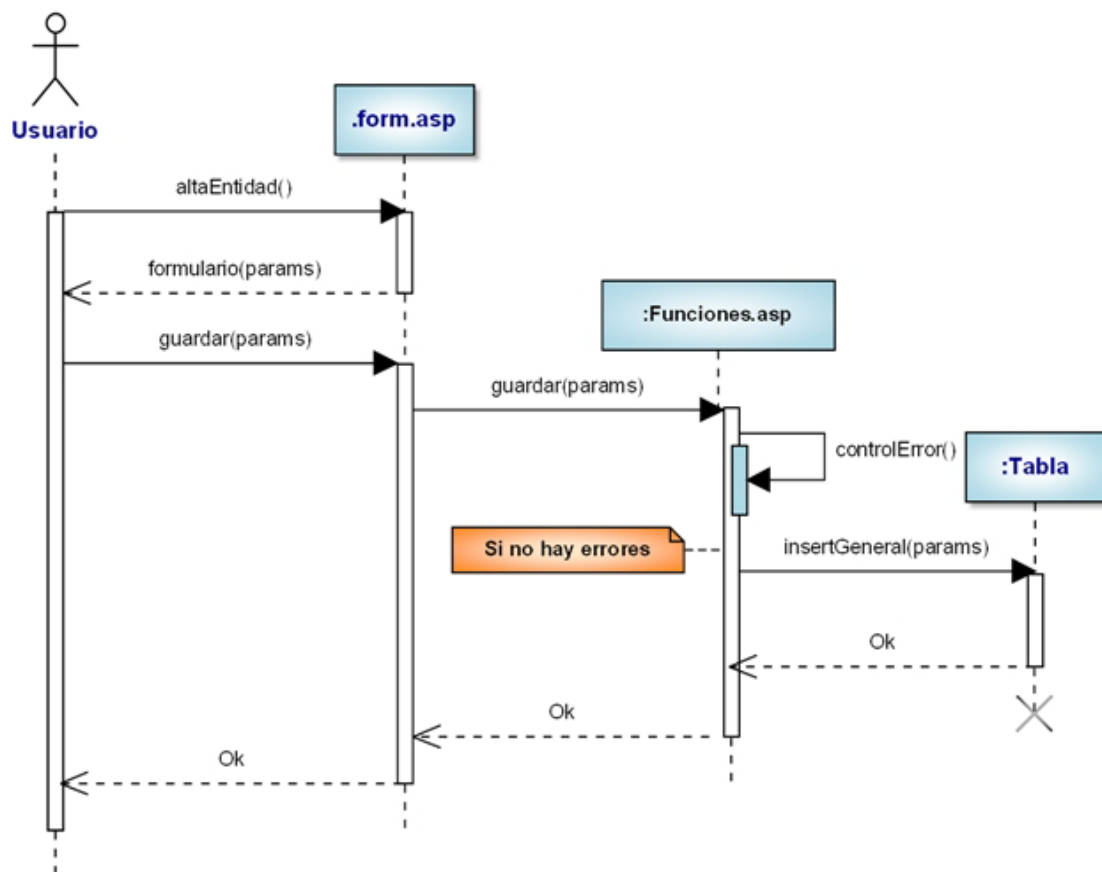 Usuario
.form.asp
altaEntidad()
formulario(params)
:Funciones.asp
guardar(params)
guardar(params)
controlError()
:Tabla
Si no hay errores
insertGeneral(params)
Ok
Ok
Ok